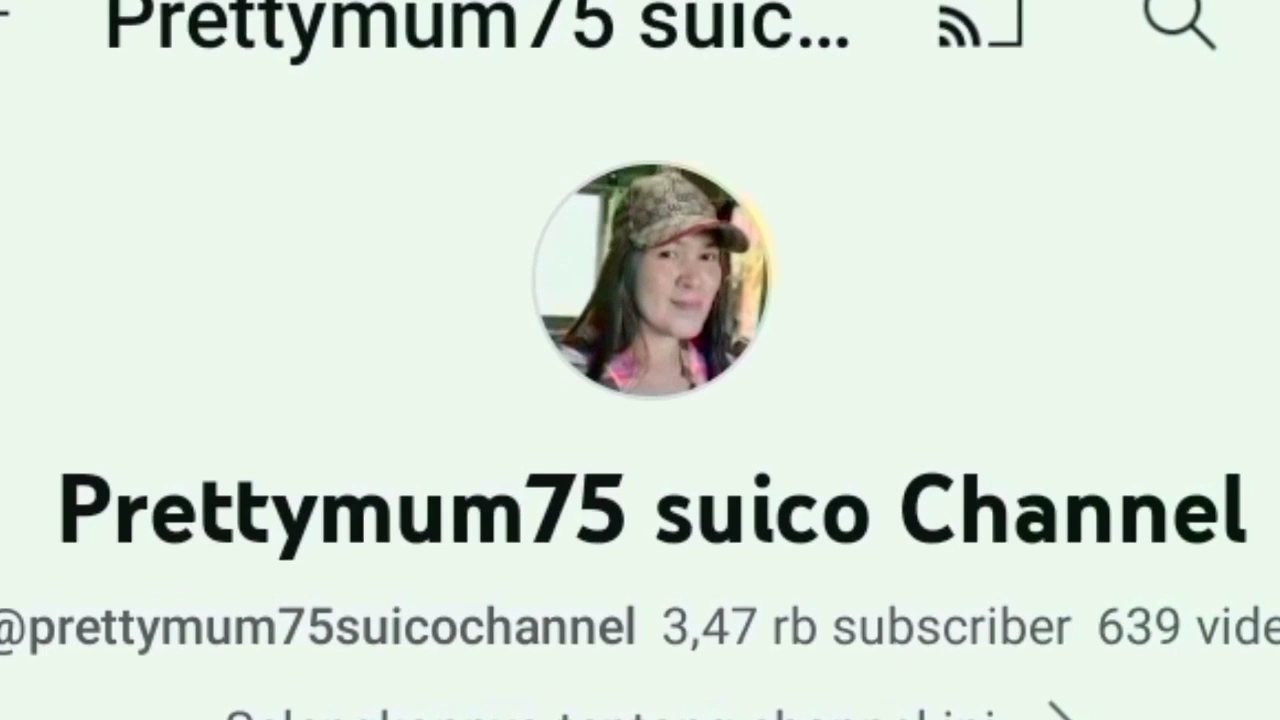 Prettymum75 suic...
Prettymum75 suico Channel
@prettymum75suicochannel 3,47 rb subscriber 639 vide